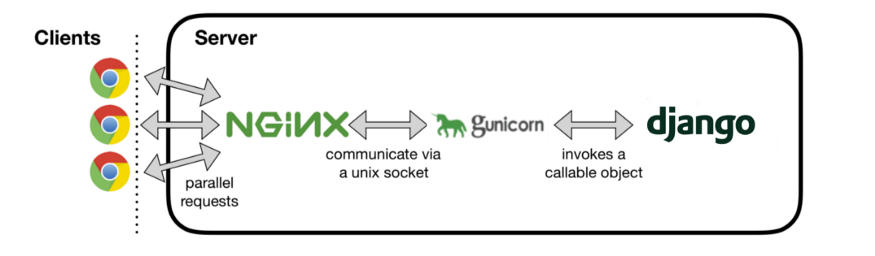 Clients
Server
NGiNX
gunicorn
django
communicate via
a unix socket
invokes a
callable object
parallel
requests